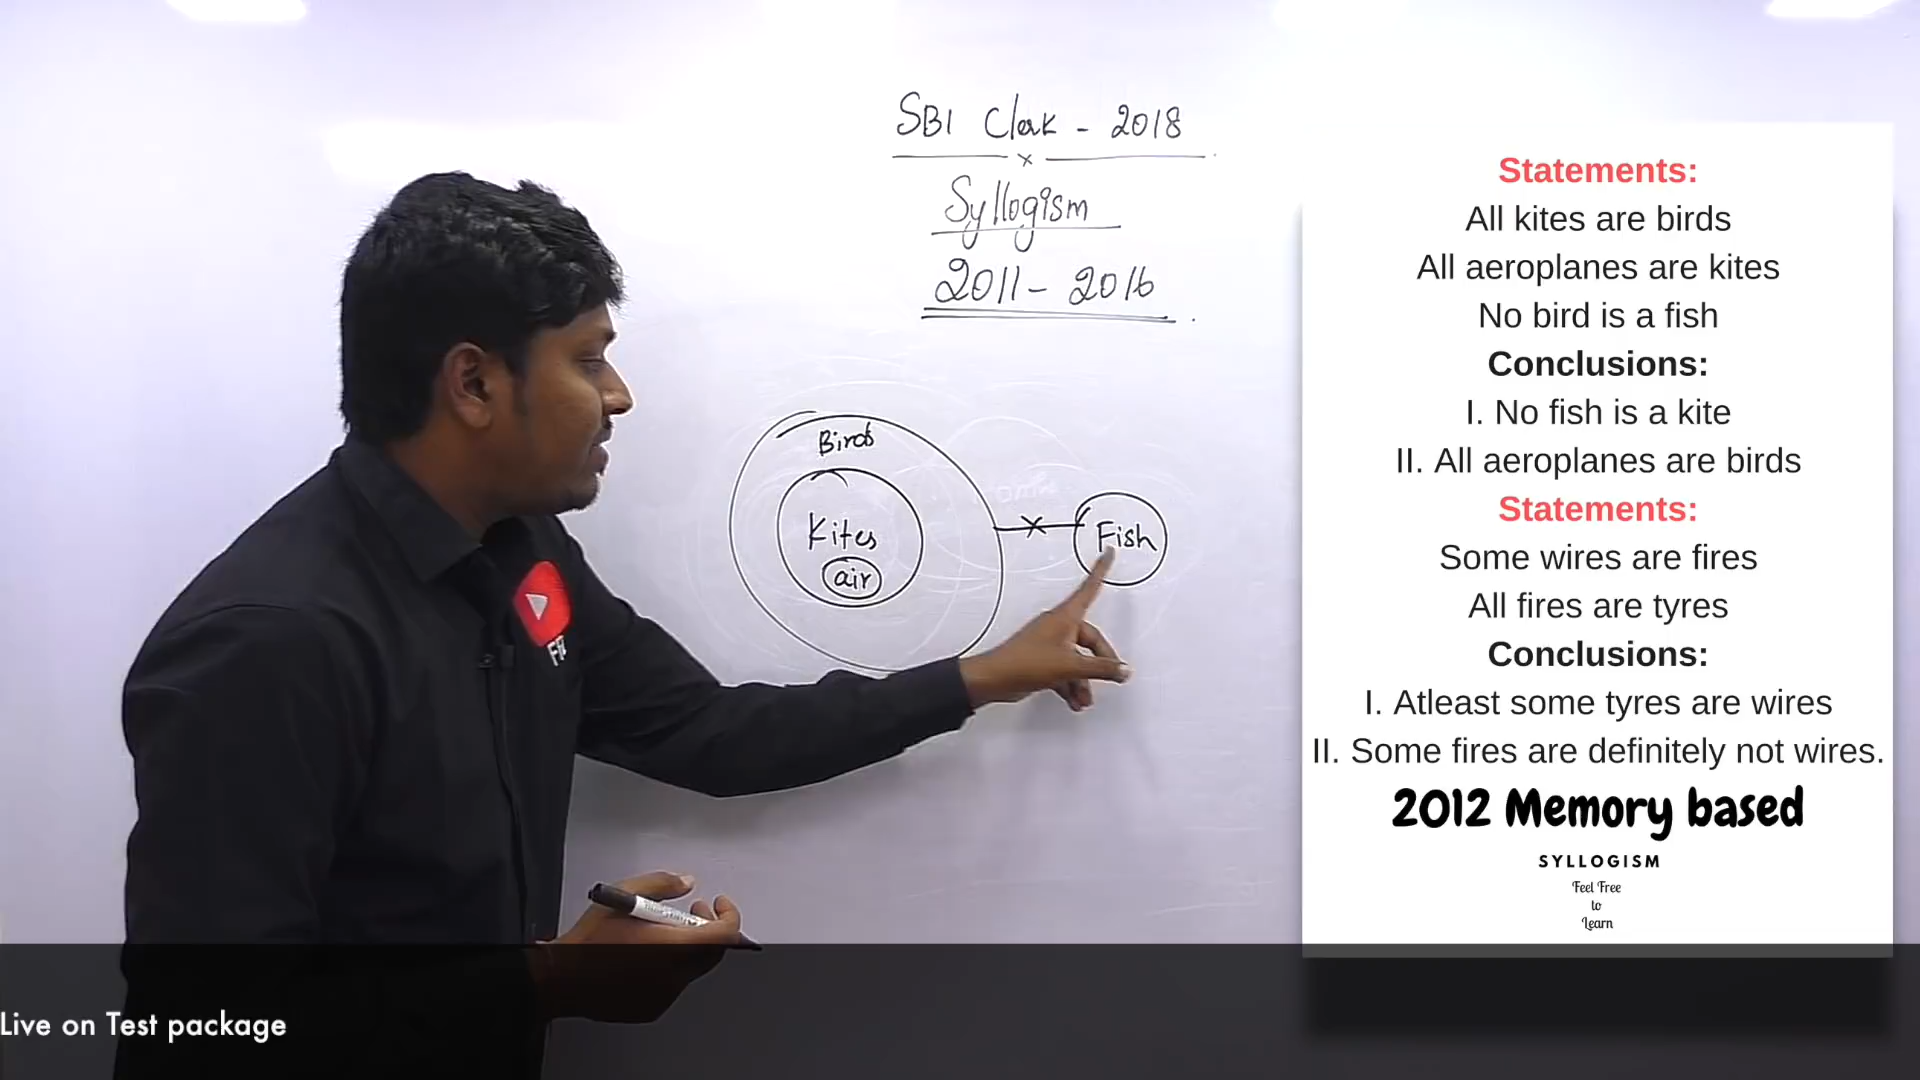 SBI Clerk - 2018
Syllogism
2011 - 2016
Birds
Kites
air
Fish
Statements:
All kites are birds
All aeroplanes are kites
No bird is a fish
Conclusions:
I. No fish is a kite
II. All aeroplanes are birds
Statements:
Some wires are fires
All fires are tyres
Conclusions:
I. Atleast some tyres are wires
II. Some fires are definitely not wires.
2012 Memory based
SYLLOGISM
Feel Free
to
Learn
Live on Test package